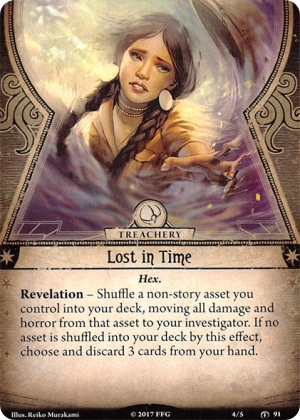 TREACHERY
Lost in Time
Hex.
Revelation – Shuffle a non-story asset you
control into your deck, moving all damage and
horror from that asset to your investigator. If no
asset is shuffled into your deck by this effect,
choose and discard 3 cards from your hand.
Illus. Reiko Murakami © 2017 FFG 4/5 91